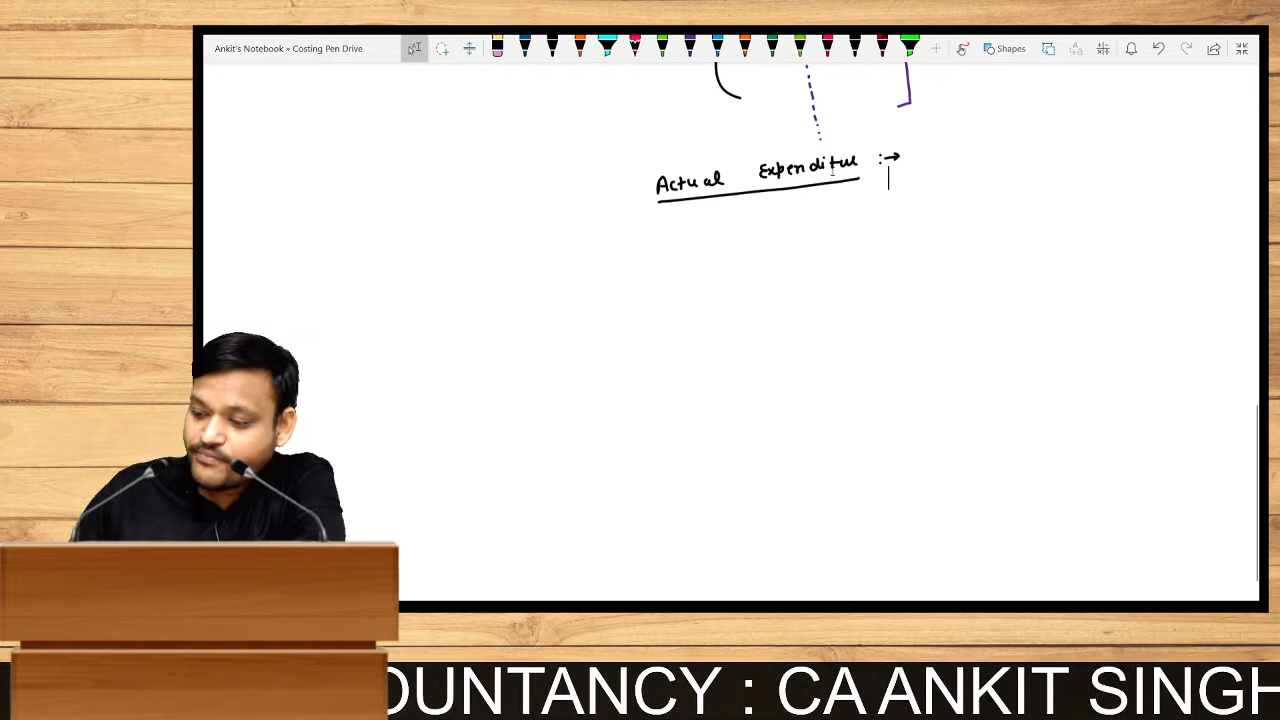 Ankit's Notebook » Costing Pen Drive
Shapes
Actual Expenditure :→
OUNTANCY : CA ANKIT SINGH